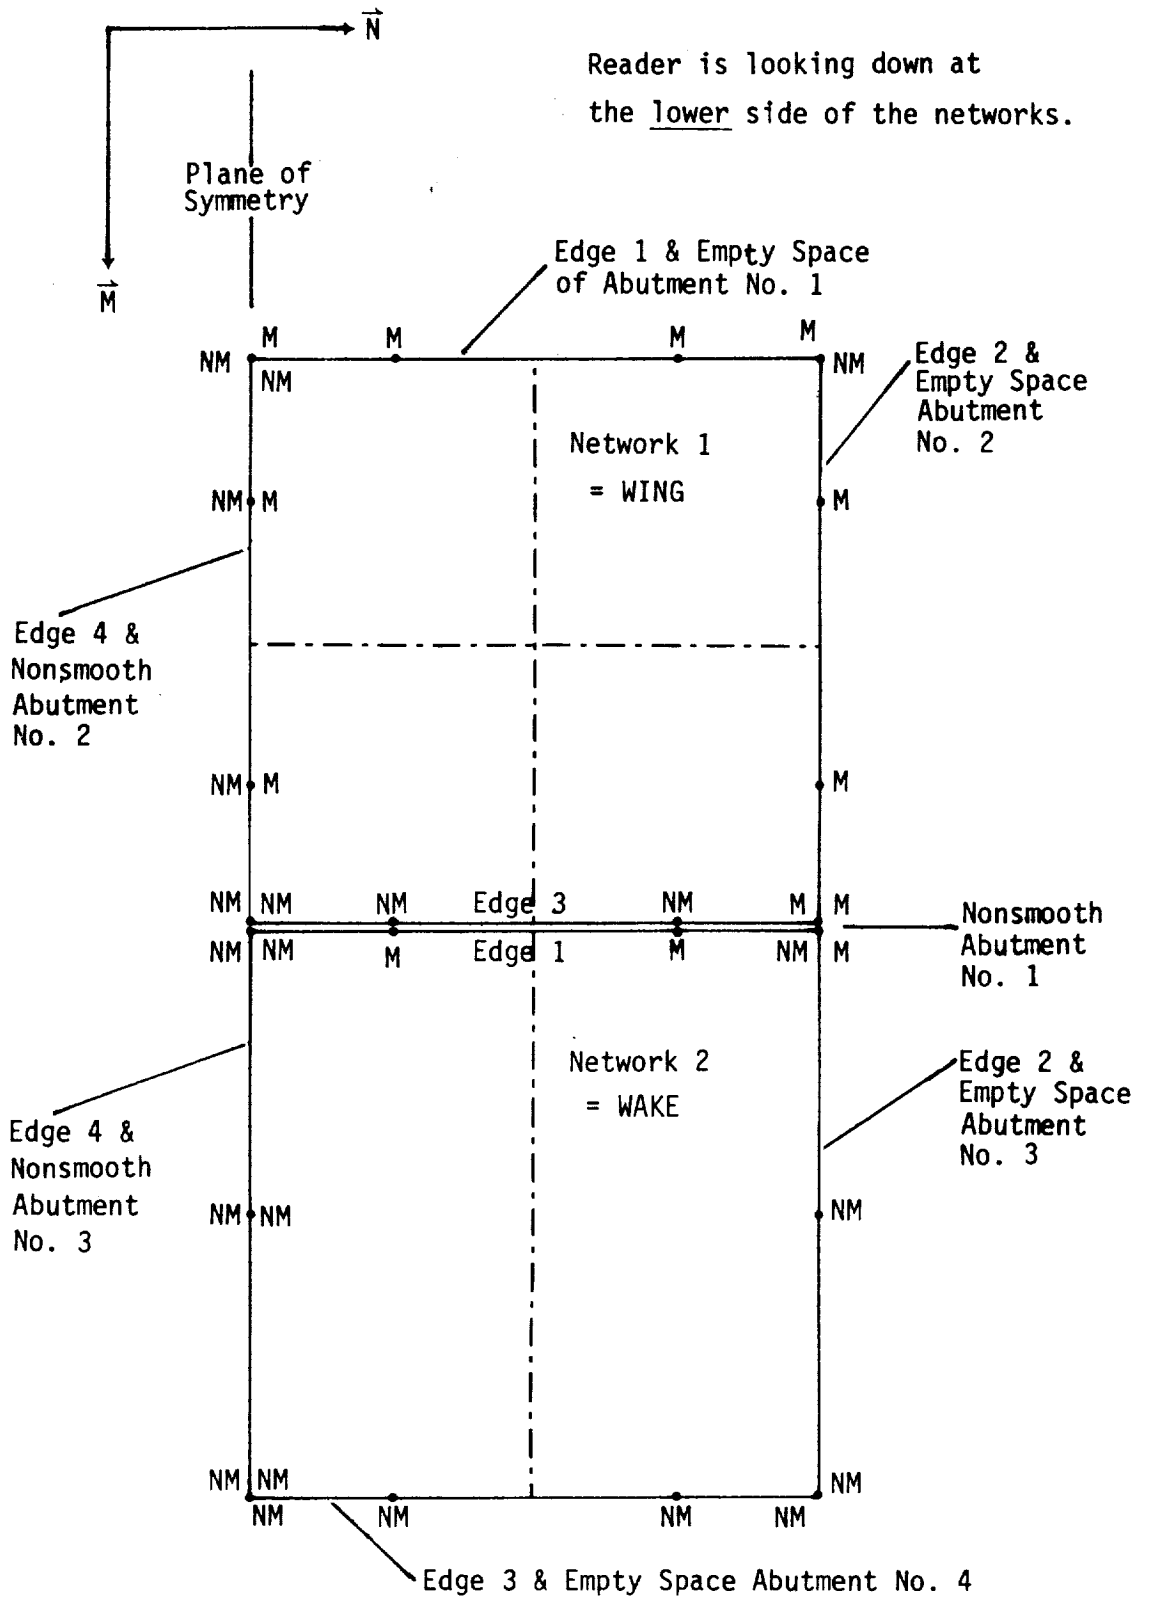 N
Reader is looking down at
the lower side of the networks.
Plane of
Symmetry
M
Edge 1 & Empty Space
of Abutment No. 1
M M M M
NM NM
NM
Edge 2 &
Empty Space
Abutment
No. 2
Network 1
= WING
NM M M
Edge 4 &
Nonsmooth
Abutment
No. 2
NM M M
NM NM NM Edge 3 NM M M
NM NM M Edge 1 M NM M
Nonsmooth
Abutment
No. 1
Network 2
= WAKE
Edge 2 &
Empty Space
Abutment
No. 3
Edge 4 &
Nonsmooth
Abutment
No. 3
NM NM NM
NM NM NM
NM NM NM NM
Edge 3 & Empty Space Abutment No. 4